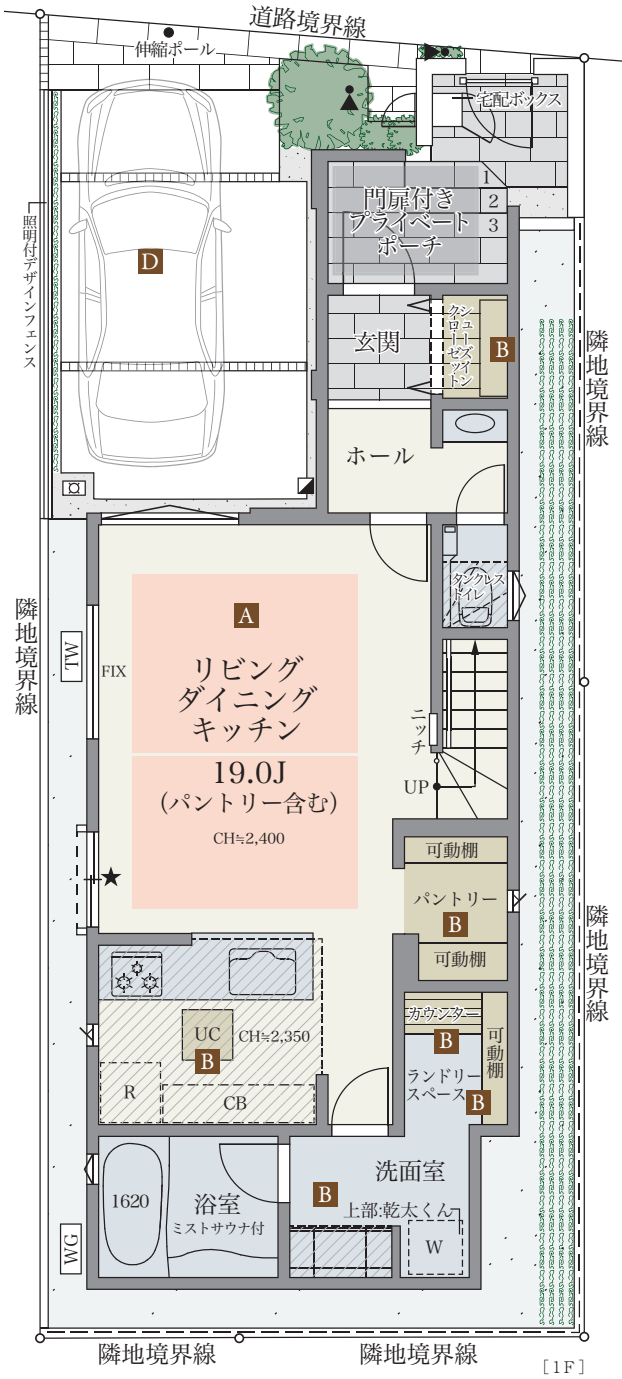 道路境界線
伸縮ポール
宅配ボックス
1
2
3
門扉付き
プライベート
ポーチ
照明付デザインフェンス
D
玄関
シューズイン
クローゼット
B
隣地境界線
ホール
タンクレス
トイレ
隣地境界線
TW
FIX
A
リビング
ダイニング
キッチン
19.0J
(パントリー含む)
CH≒2,400
ニッチ
UP
★
可動棚
パントリー
B
可動棚
隣地境界線
UC
B
CH≒2,350
R
CB
カウンター
B
可動棚
ランドリー
スペース
B
1620
浴室
ミストサウナ付
B
洗面室
上部:乾太くん
W
WG
隣地境界線
隣地境界線
[1F]